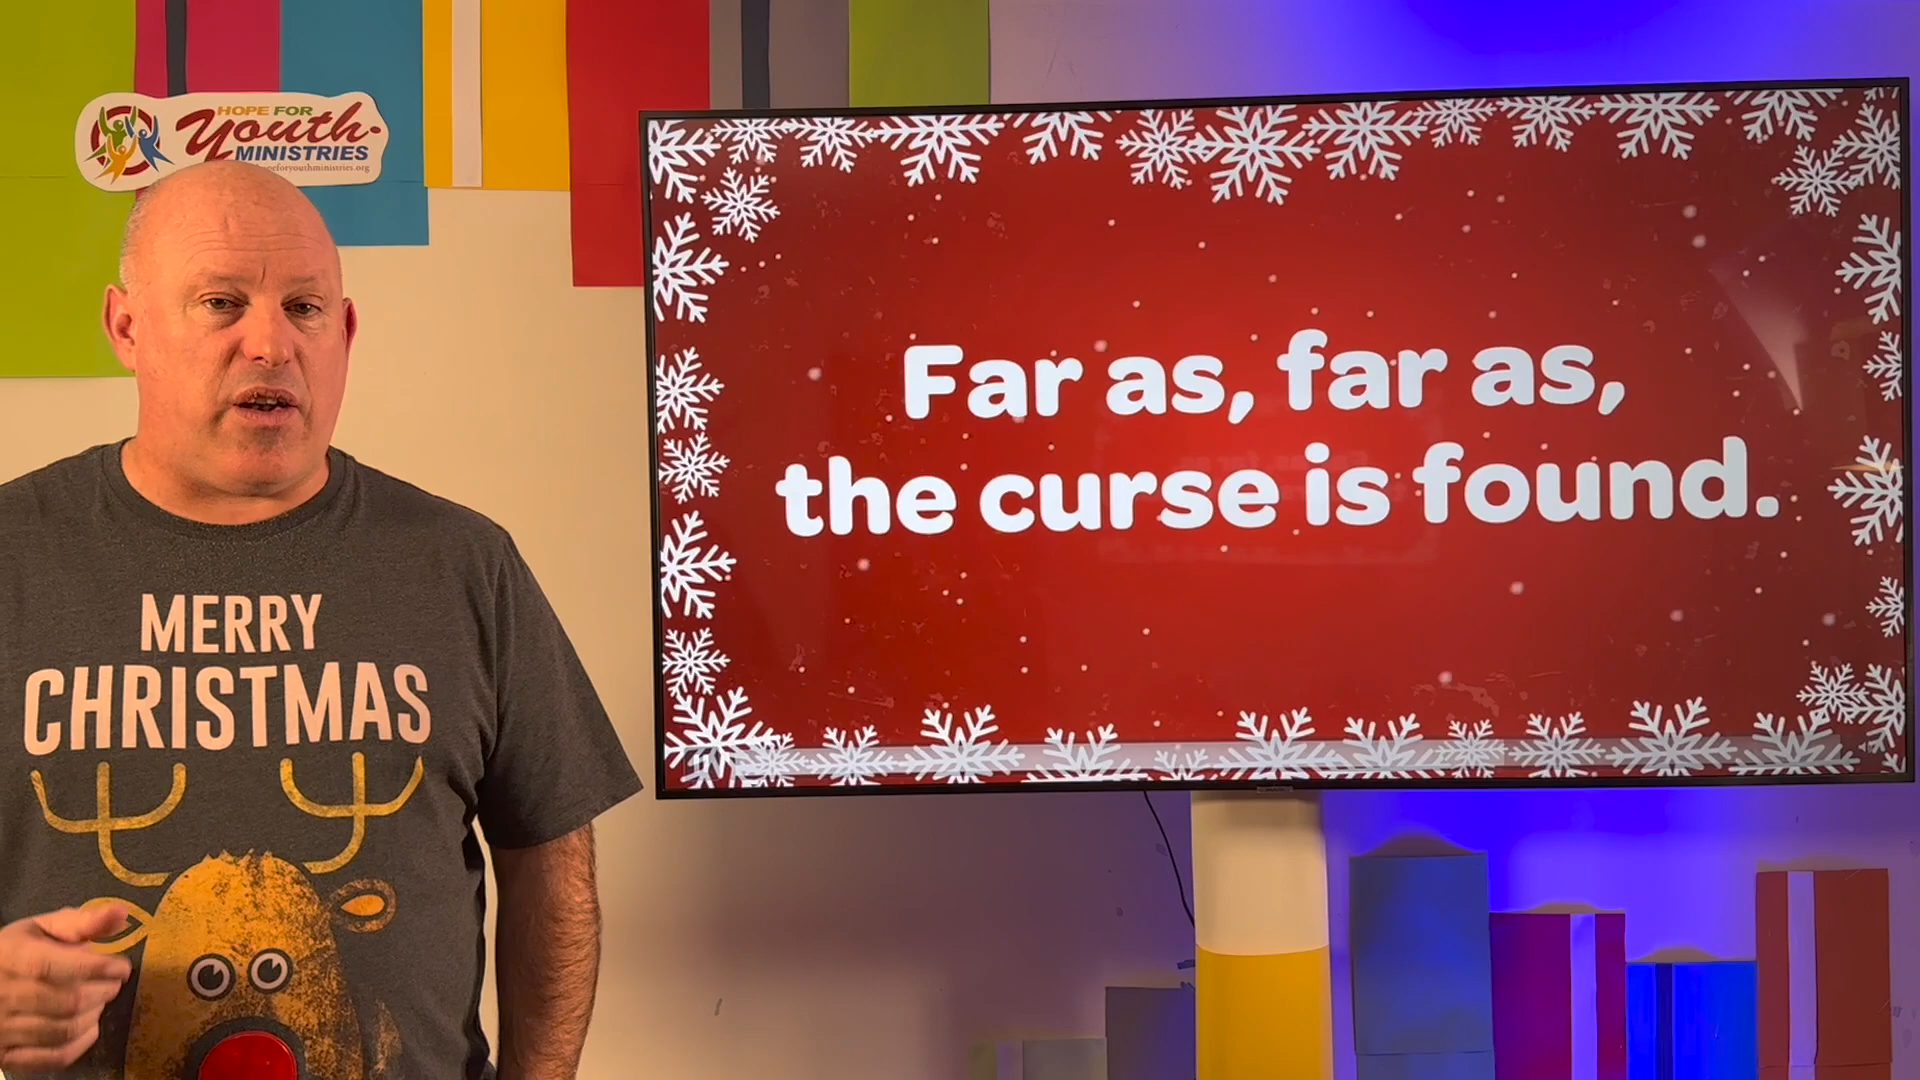 HOPE FOR
Youth
MINISTRIES
Far as, far as,
the curse is found.
MERRY
CHRISTMAS